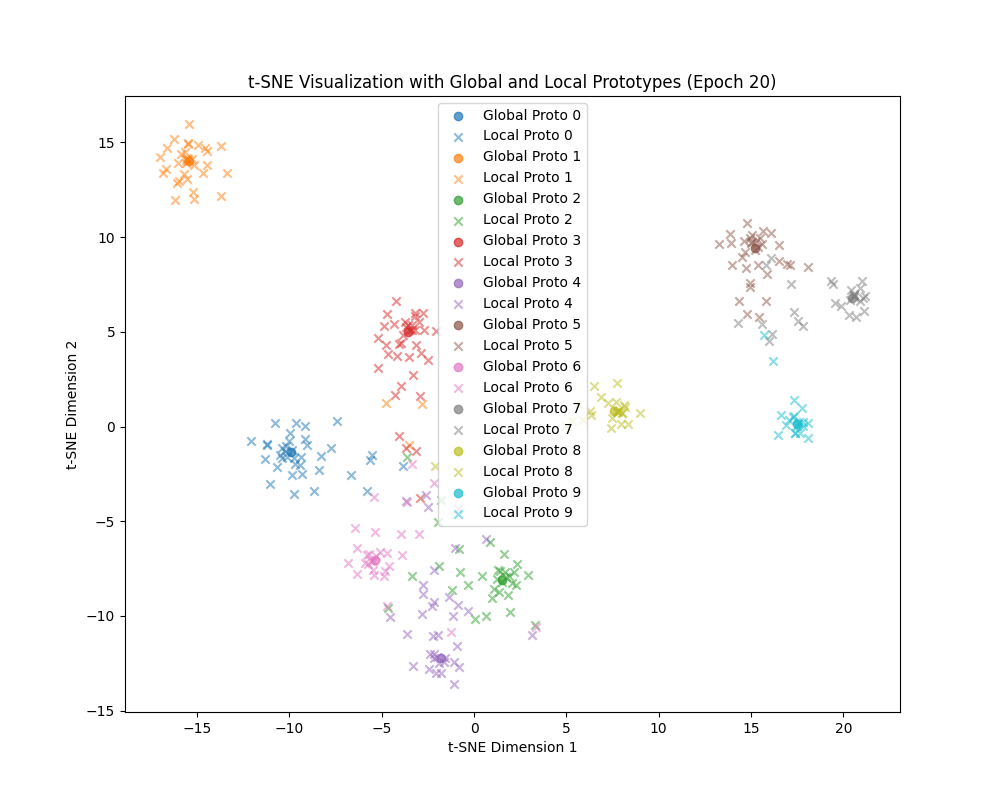 t-SNE Visualization with Global and Local Prototypes (Epoch 20)
Global Proto 0
Local Proto 0
Global Proto 1
Local Proto 1
Global Proto 2
Local Proto 2
Global Proto 3
Local Proto 3
Global Proto 4
Local Proto 4
Global Proto 5
Local Proto 5
Global Proto 6
Local Proto 6
Global Proto 7
Local Proto 7
Global Proto 8
Local Proto 8
Global Proto 9
Local Proto 9
t-SNE Dimension 2
15
10
5
0
−5
−10
−15
−15
−10
−5
0
5
10
15
20
t-SNE Dimension 1